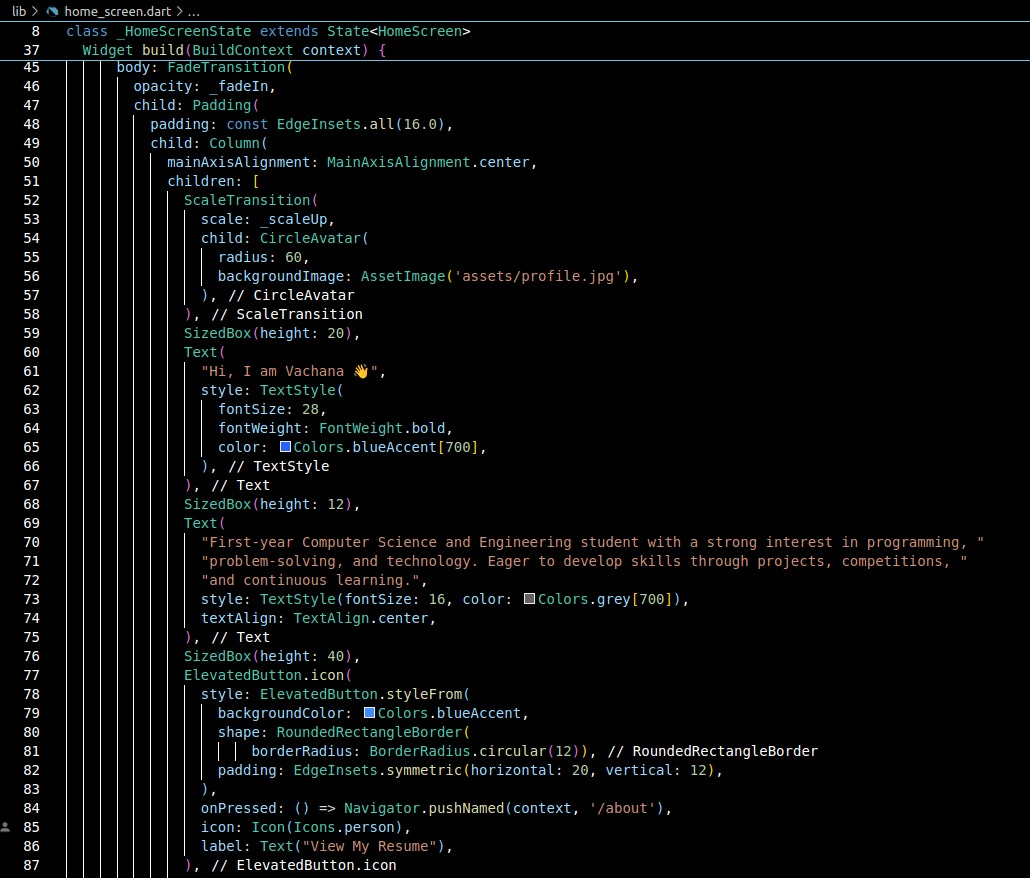 lib > home_screen.dart > ...
8 class _HomeScreenState extends State<HomeScreen>
37 Widget build(BuildContext context) {
45 body: FadeTransition(
46 opacity: _fadeIn,
47 child: Padding(
48 padding: const EdgeInsets.all(16.0),
49 child: Column(
50 mainAxisAlignment: MainAxisAlignment.center,
51 children: [
52 ScaleTransition(
53 scale: _scaleUp,
54 child: CircleAvatar(
55 radius: 60,
56 backgroundImage: AssetImage('assets/profile.jpg'),
57 ), // CircleAvatar
58 ), // ScaleTransition
59 SizedBox(height: 20),
60 Text(
61 "Hi, I am Vachana 👋",
62 style: TextStyle(
63 fontSize: 28,
64 fontWeight: FontWeight.bold,
65 color: Colors.blueAccent[700],
66 ), // TextStyle
67 ), // Text
68 SizedBox(height: 12),
69 Text(
70 "First-year Computer Science and Engineering student with a strong interest in programming, "
71 "problem-solving, and technology. Eager to develop skills through projects, competitions, "
72 "and continuous learning.",
73 style: TextStyle(fontSize: 16, color: Colors.grey[700]),
74 textAlign: TextAlign.center,
75 ), // Text
76 SizedBox(height: 40),
77 ElevatedButton.icon(
78 style: ElevatedButton.styleFrom(
79 backgroundColor: Colors.blueAccent,
80 shape: RoundedRectangleBorder(
81 borderRadius: BorderRadius.circular(12)), // RoundedRectangleBorder
82 padding: EdgeInsets.symmetric(horizontal: 20, vertical: 12),
83 ),
84 onPressed: () => Navigator.pushNamed(context, '/about'),
85 icon: Icon(Icons.person),
86 label: Text("View My Resume"),
87 ), // ElevatedButton.icon